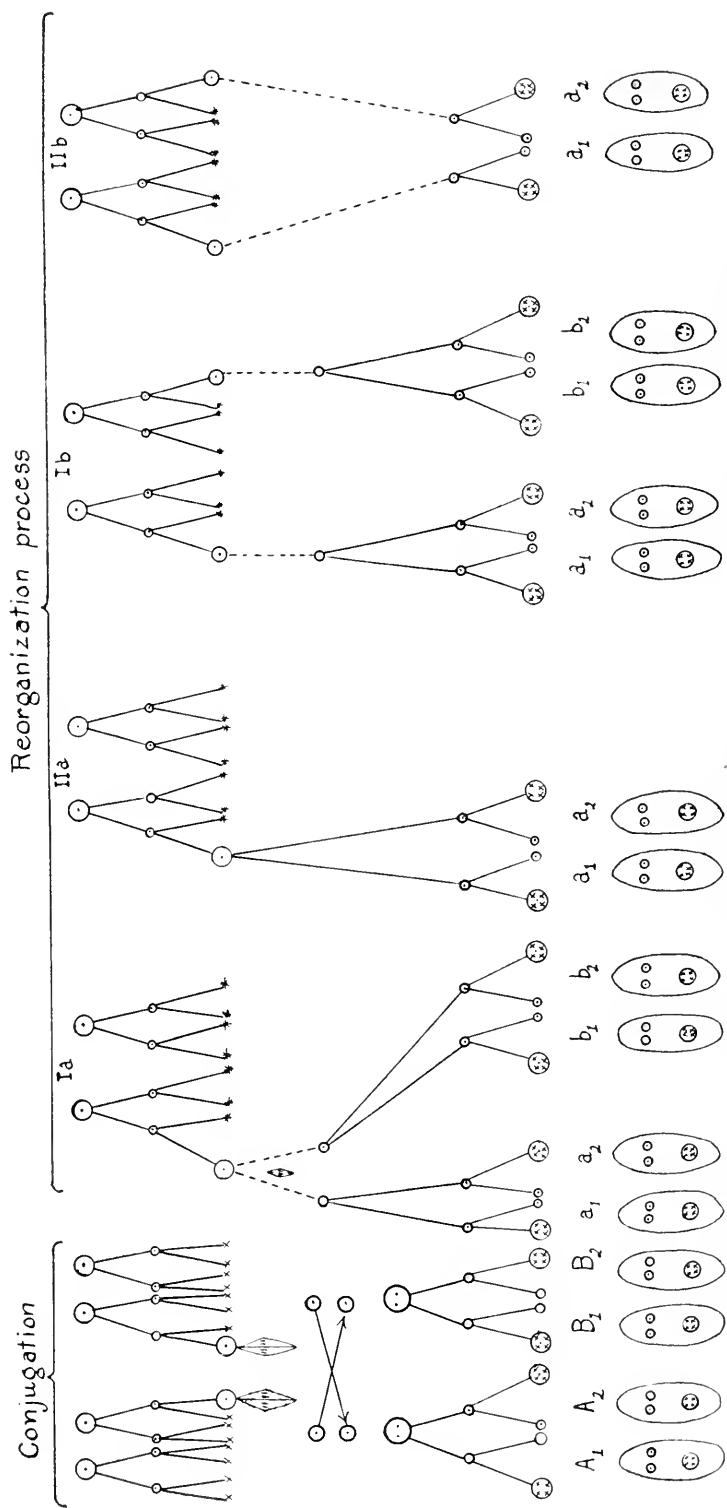 Reorganization process
Conjugation
Ia IIa Ib IIb
A₁ A₂ B₁ B₂ a₁ a₂ b₁ b₂ a₁ a₂ a₁ a₂ b₁ b₂ a₁ a₂